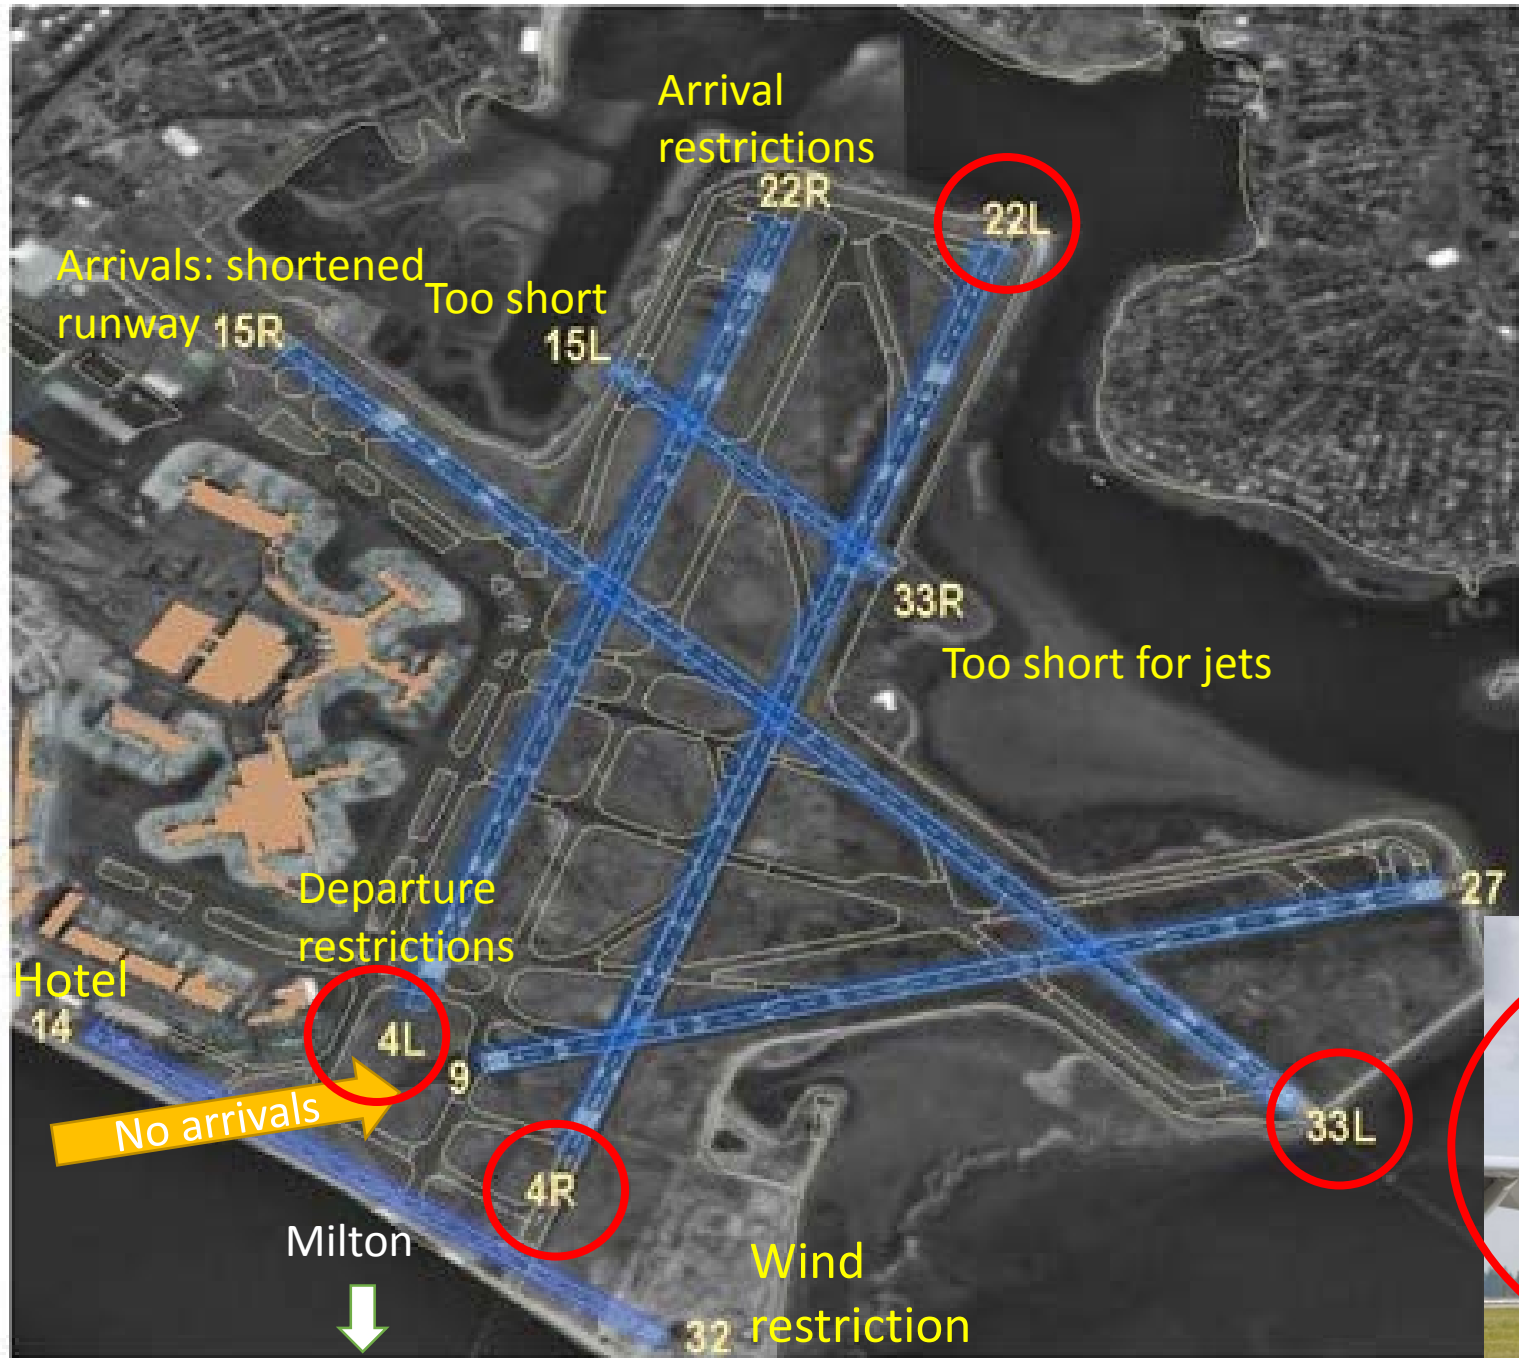 Arrival
restrictions
22R
22L
Arrivals: shortened
runway
15R
Too short
15L
33R
Too short for jets
27
Departure
restrictions
Hotel
14
4L
9
No arrivals
33L
4R
Milton
Wind
restriction
32